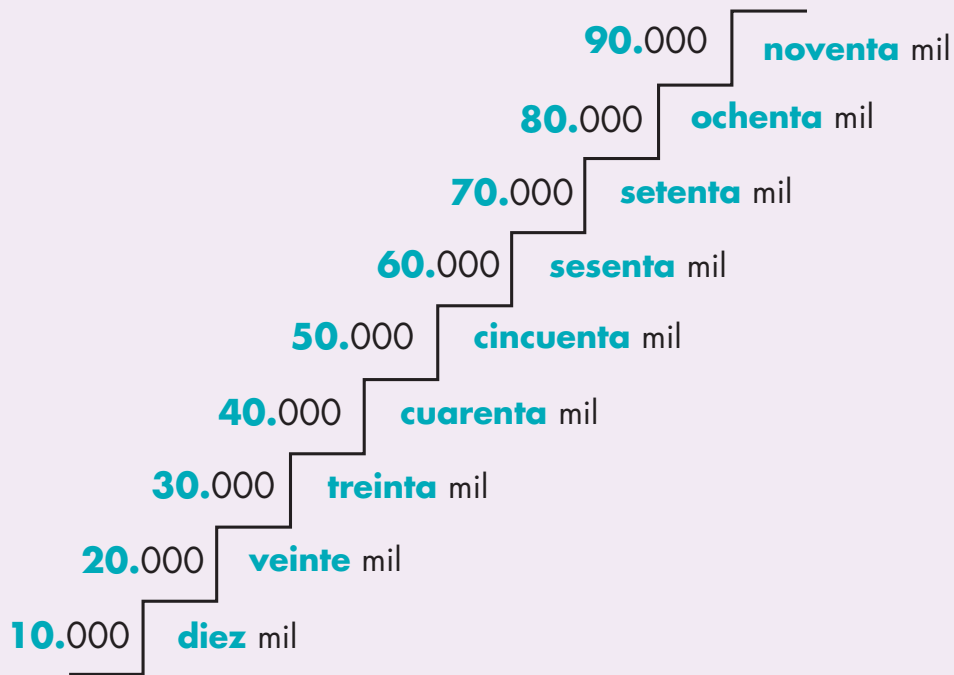 90.000 noventa mil
80.000 ochenta mil
70.000 setenta mil
60.000 sesenta mil
50.000 cincuenta mil
40.000 cuarenta mil
30.000 treinta mil
20.000 veinte mil
10.000 diez mil